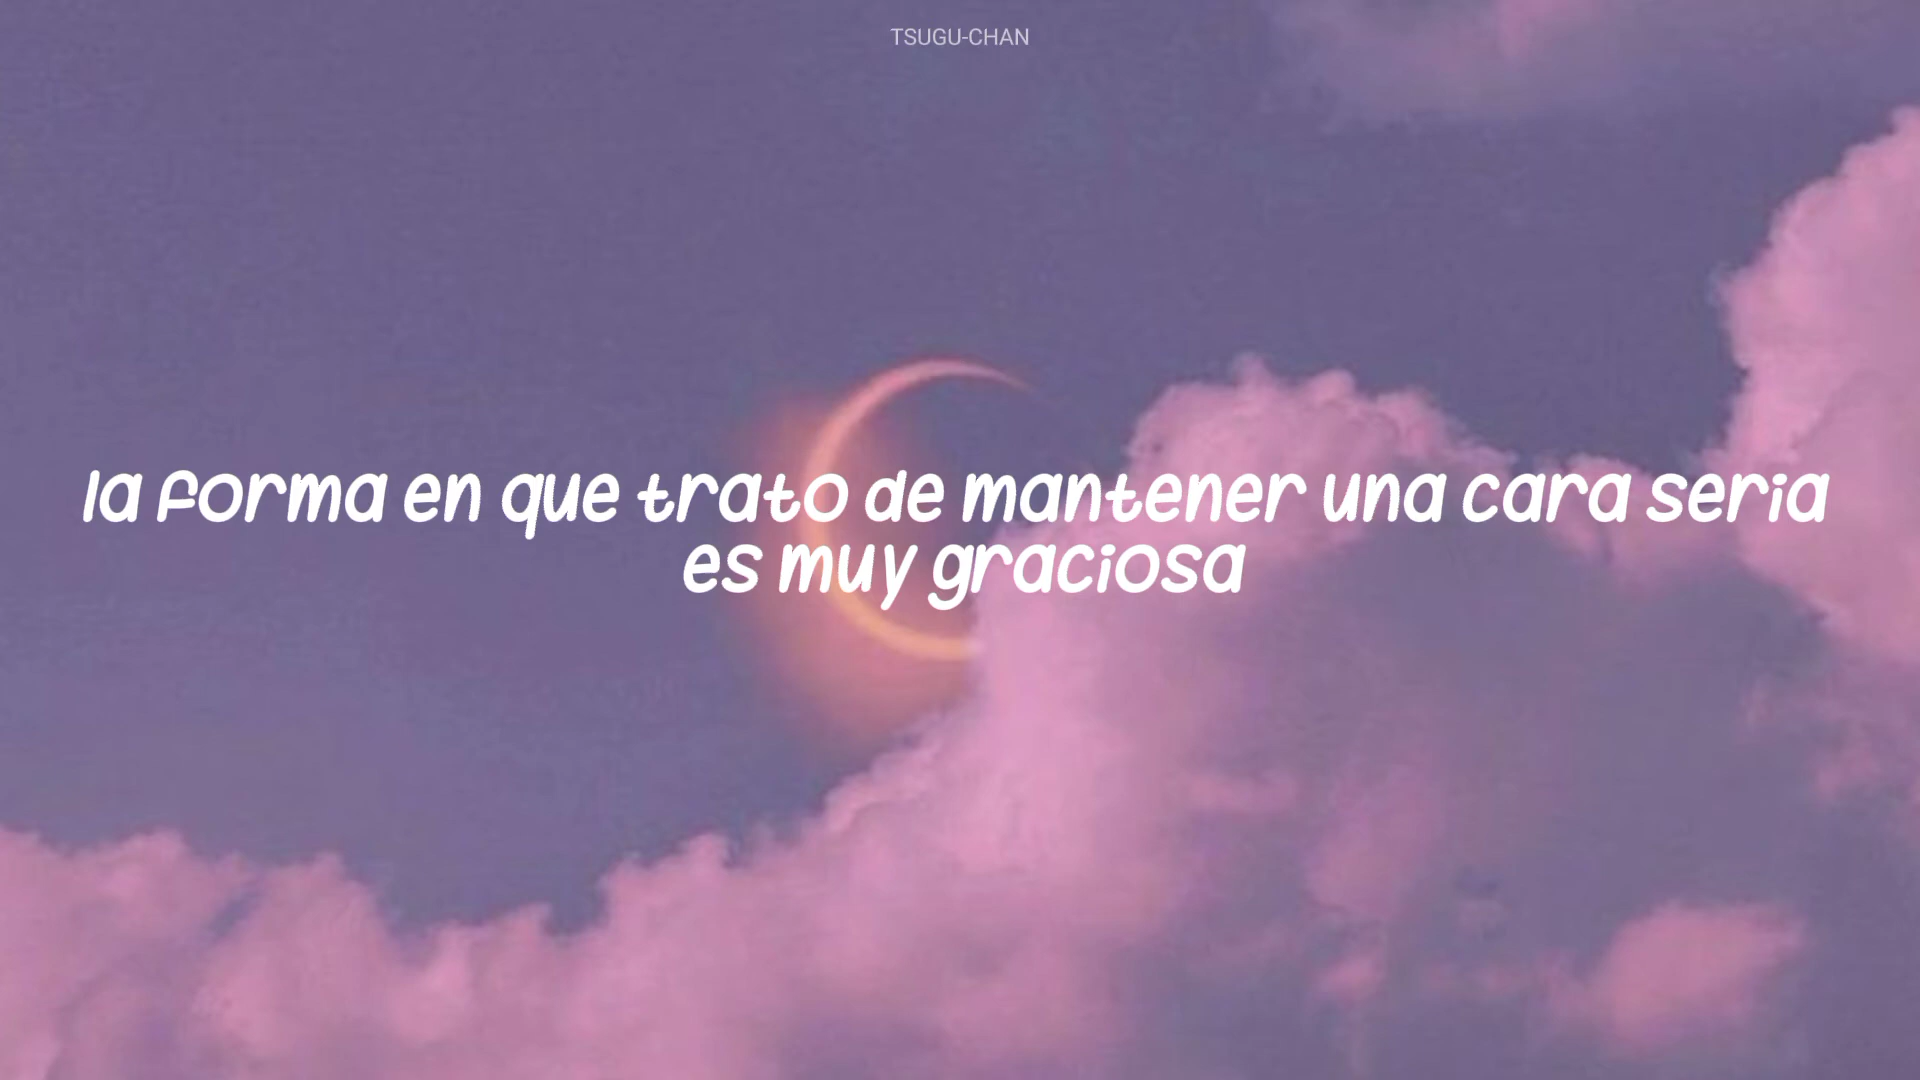 TSUGU-CHAN
la forma en que trato de mantener una cara seria
es muy graciosa